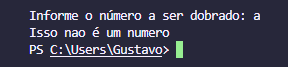 Informe o número a ser dobrado: a
Isso nao é um numero
PS C:\Users\Gustavo>